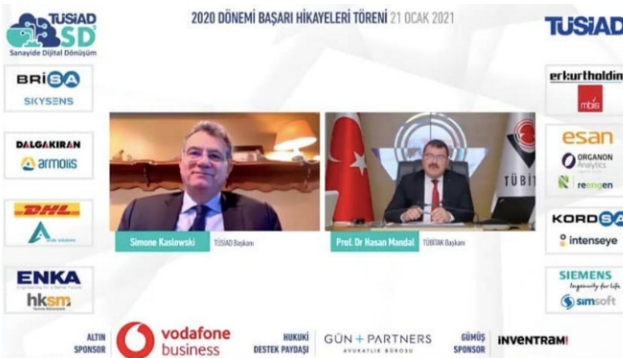 TÜSİAD
SD²
Sanayide Dijital Dönüşüm
2020 DÖNEMİ BAŞARI HİKAYELERİ TÖRENİ 21 OCAK 2021
TÜSİAD
BRiSA
SKYSENS
DALGAKIRAN
armolis
DHL
ENKA
hksm
erkurtholding
mbis
esan
ORGANON
Analytics
reengen
KORDSA
intenseye
SIEMENS
Ingenuity for life
simsoft
TÜBİTAK
Simone Kaslowski TÜSİAD Başkanı
Prof. Dr Hasan Mandal TÜBİTAK Başkanı
ALTIN
SPONSOR
vodafone
business
HUKUKİ
DESTEK PAYDAŞI
GÜN + PARTNERS
AVUKATLIK BÜROSU
GÜMÜŞ
SPONSOR
iNVENTRAM!